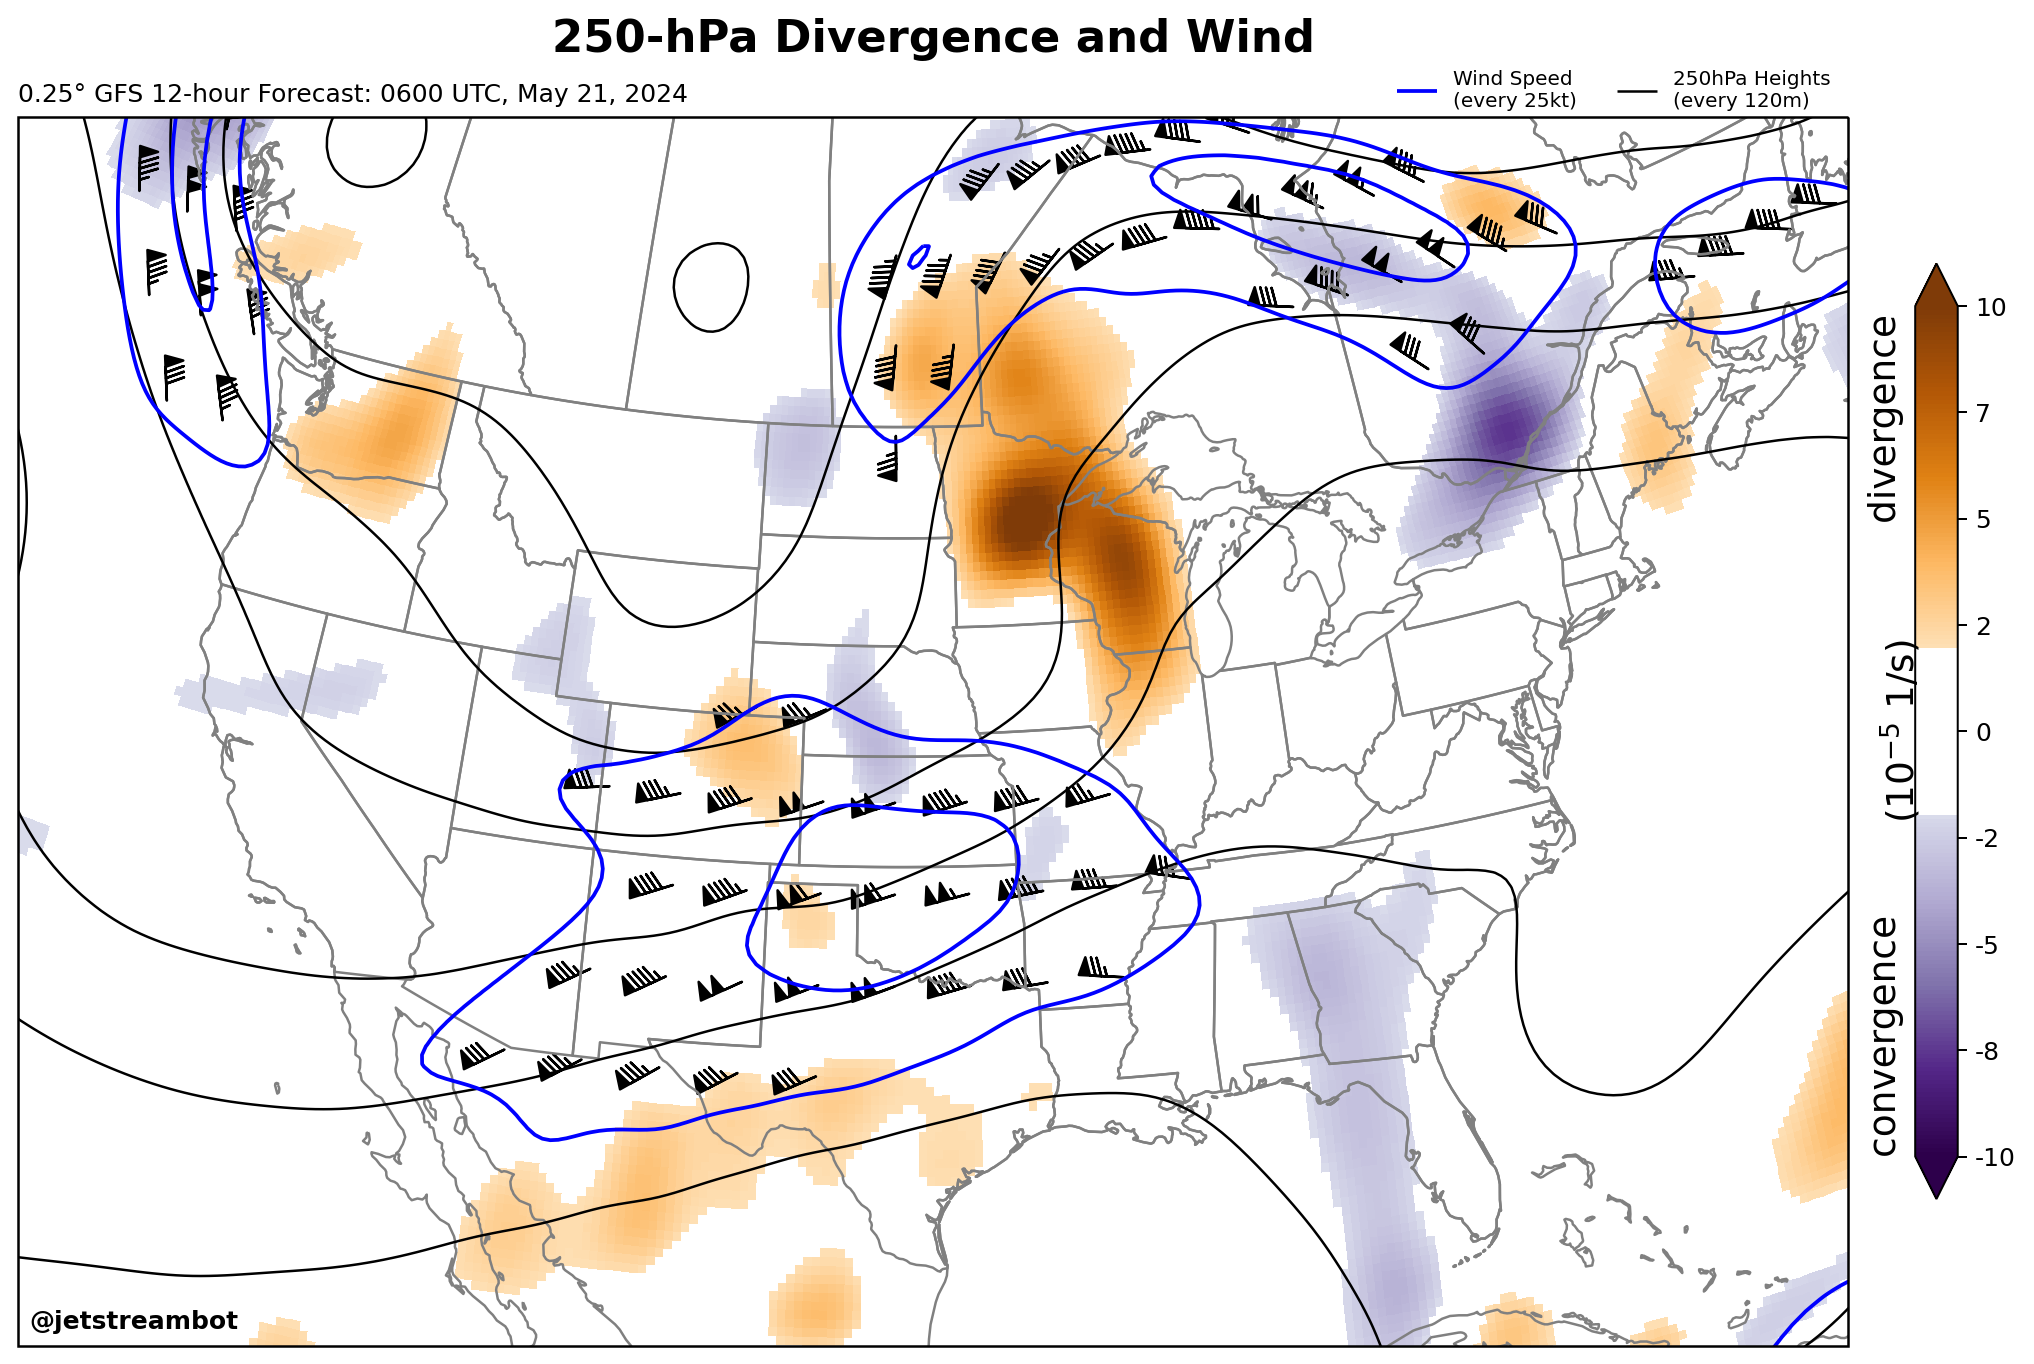 250-hPa Divergence and Wind
0.25° GFS 12-hour Forecast: 0600 UTC, May 21, 2024
Wind Speed
(every 25kt)
250hPa Heights
(every 120m)
10
7
5
2
0
-2
-5
-8
-10
divergence
(10⁻⁵ 1/s)
convergence
@jetstreambot